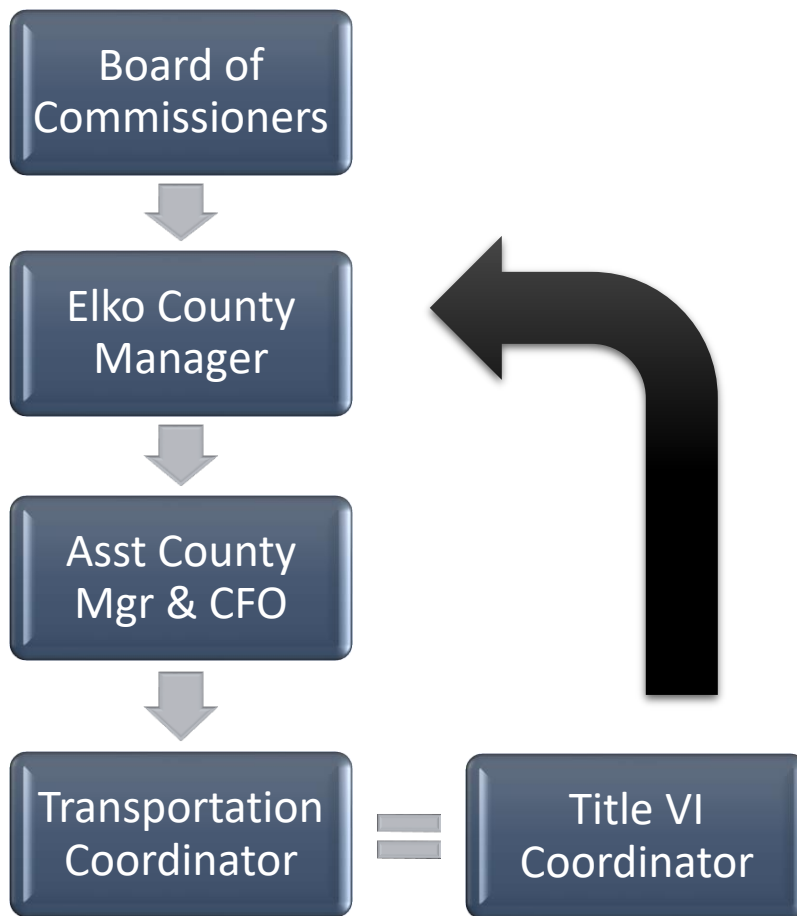 Board of
Commissioners
Elko County
Manager
Asst County
Mgr & CFO
Transportation
Coordinator
Title VI
Coordinator